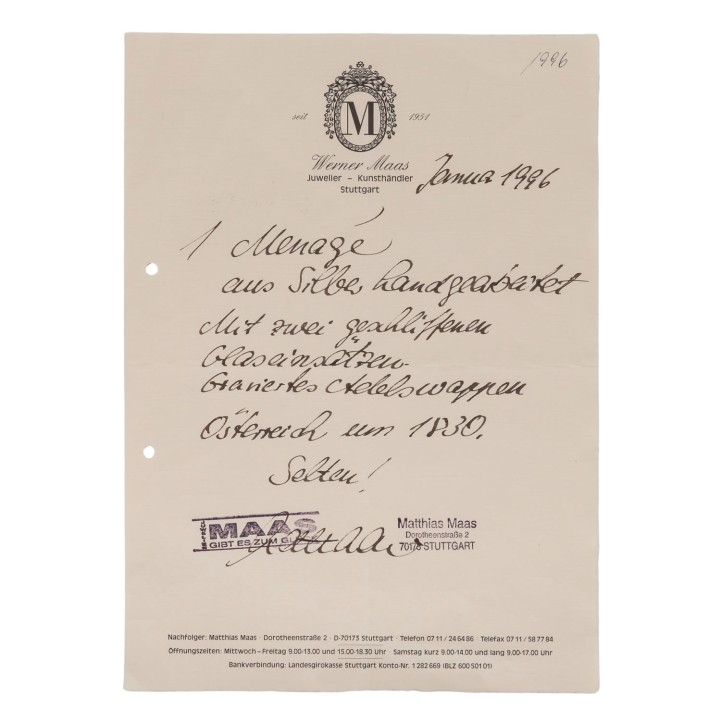 1996
seit 1951
M
Werner Maas
Juwelier – Kunsthändler
Stuttgart
Janua 1996
1 Menage
aus Silber handgearbeitet
Mit zwei geschliffenen
Glaseinsätzen.
Graviertes Adelswappen
Österreich um 1830.
Selten!
MAAS
GIBT ES ZUM
Matthias Maas
Dorotheenstraße 2
70173 STUTTGART
Nachfolger: Matthias Maas · Dorotheenstraße 2 · D-70173 Stuttgart · Telefon 07 11 / 24 64 86 · Telefax 07 11 / 58 77 84
Öffnungszeiten: Mittwoch – Freitag 9.00-13.00 und 15.00-18.30 Uhr · Samstag kurz 9.00-14.00 und lang 9.00-17.00 Uhr
Bankverbindung: Landesgirokasse Stuttgart Konto-Nr. 1 282 669 (BLZ 600 501 01)